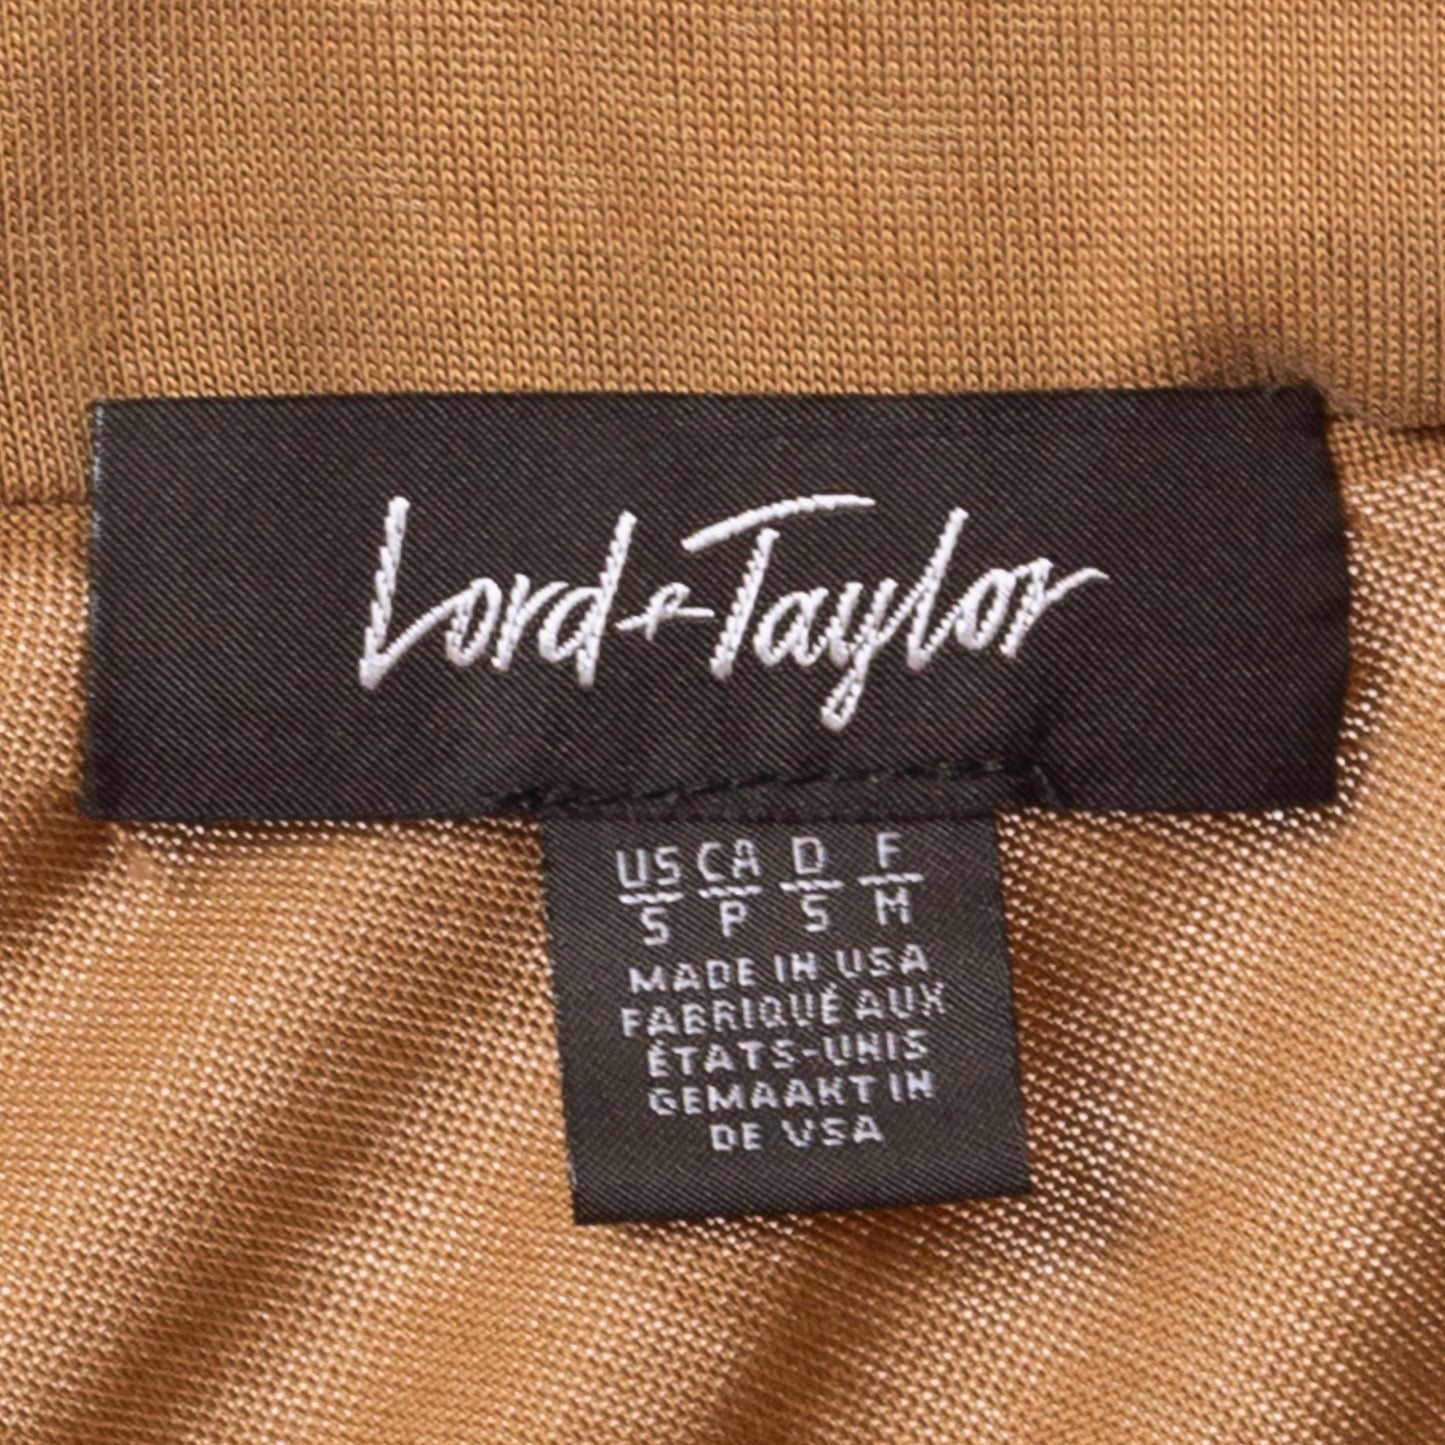 Lord + Taylor
US CA D F
S P S M
MADE IN USA
FABRIQUÉ AUX
ÉTATS-UNIS
GEMAAKT IN
DE VSA